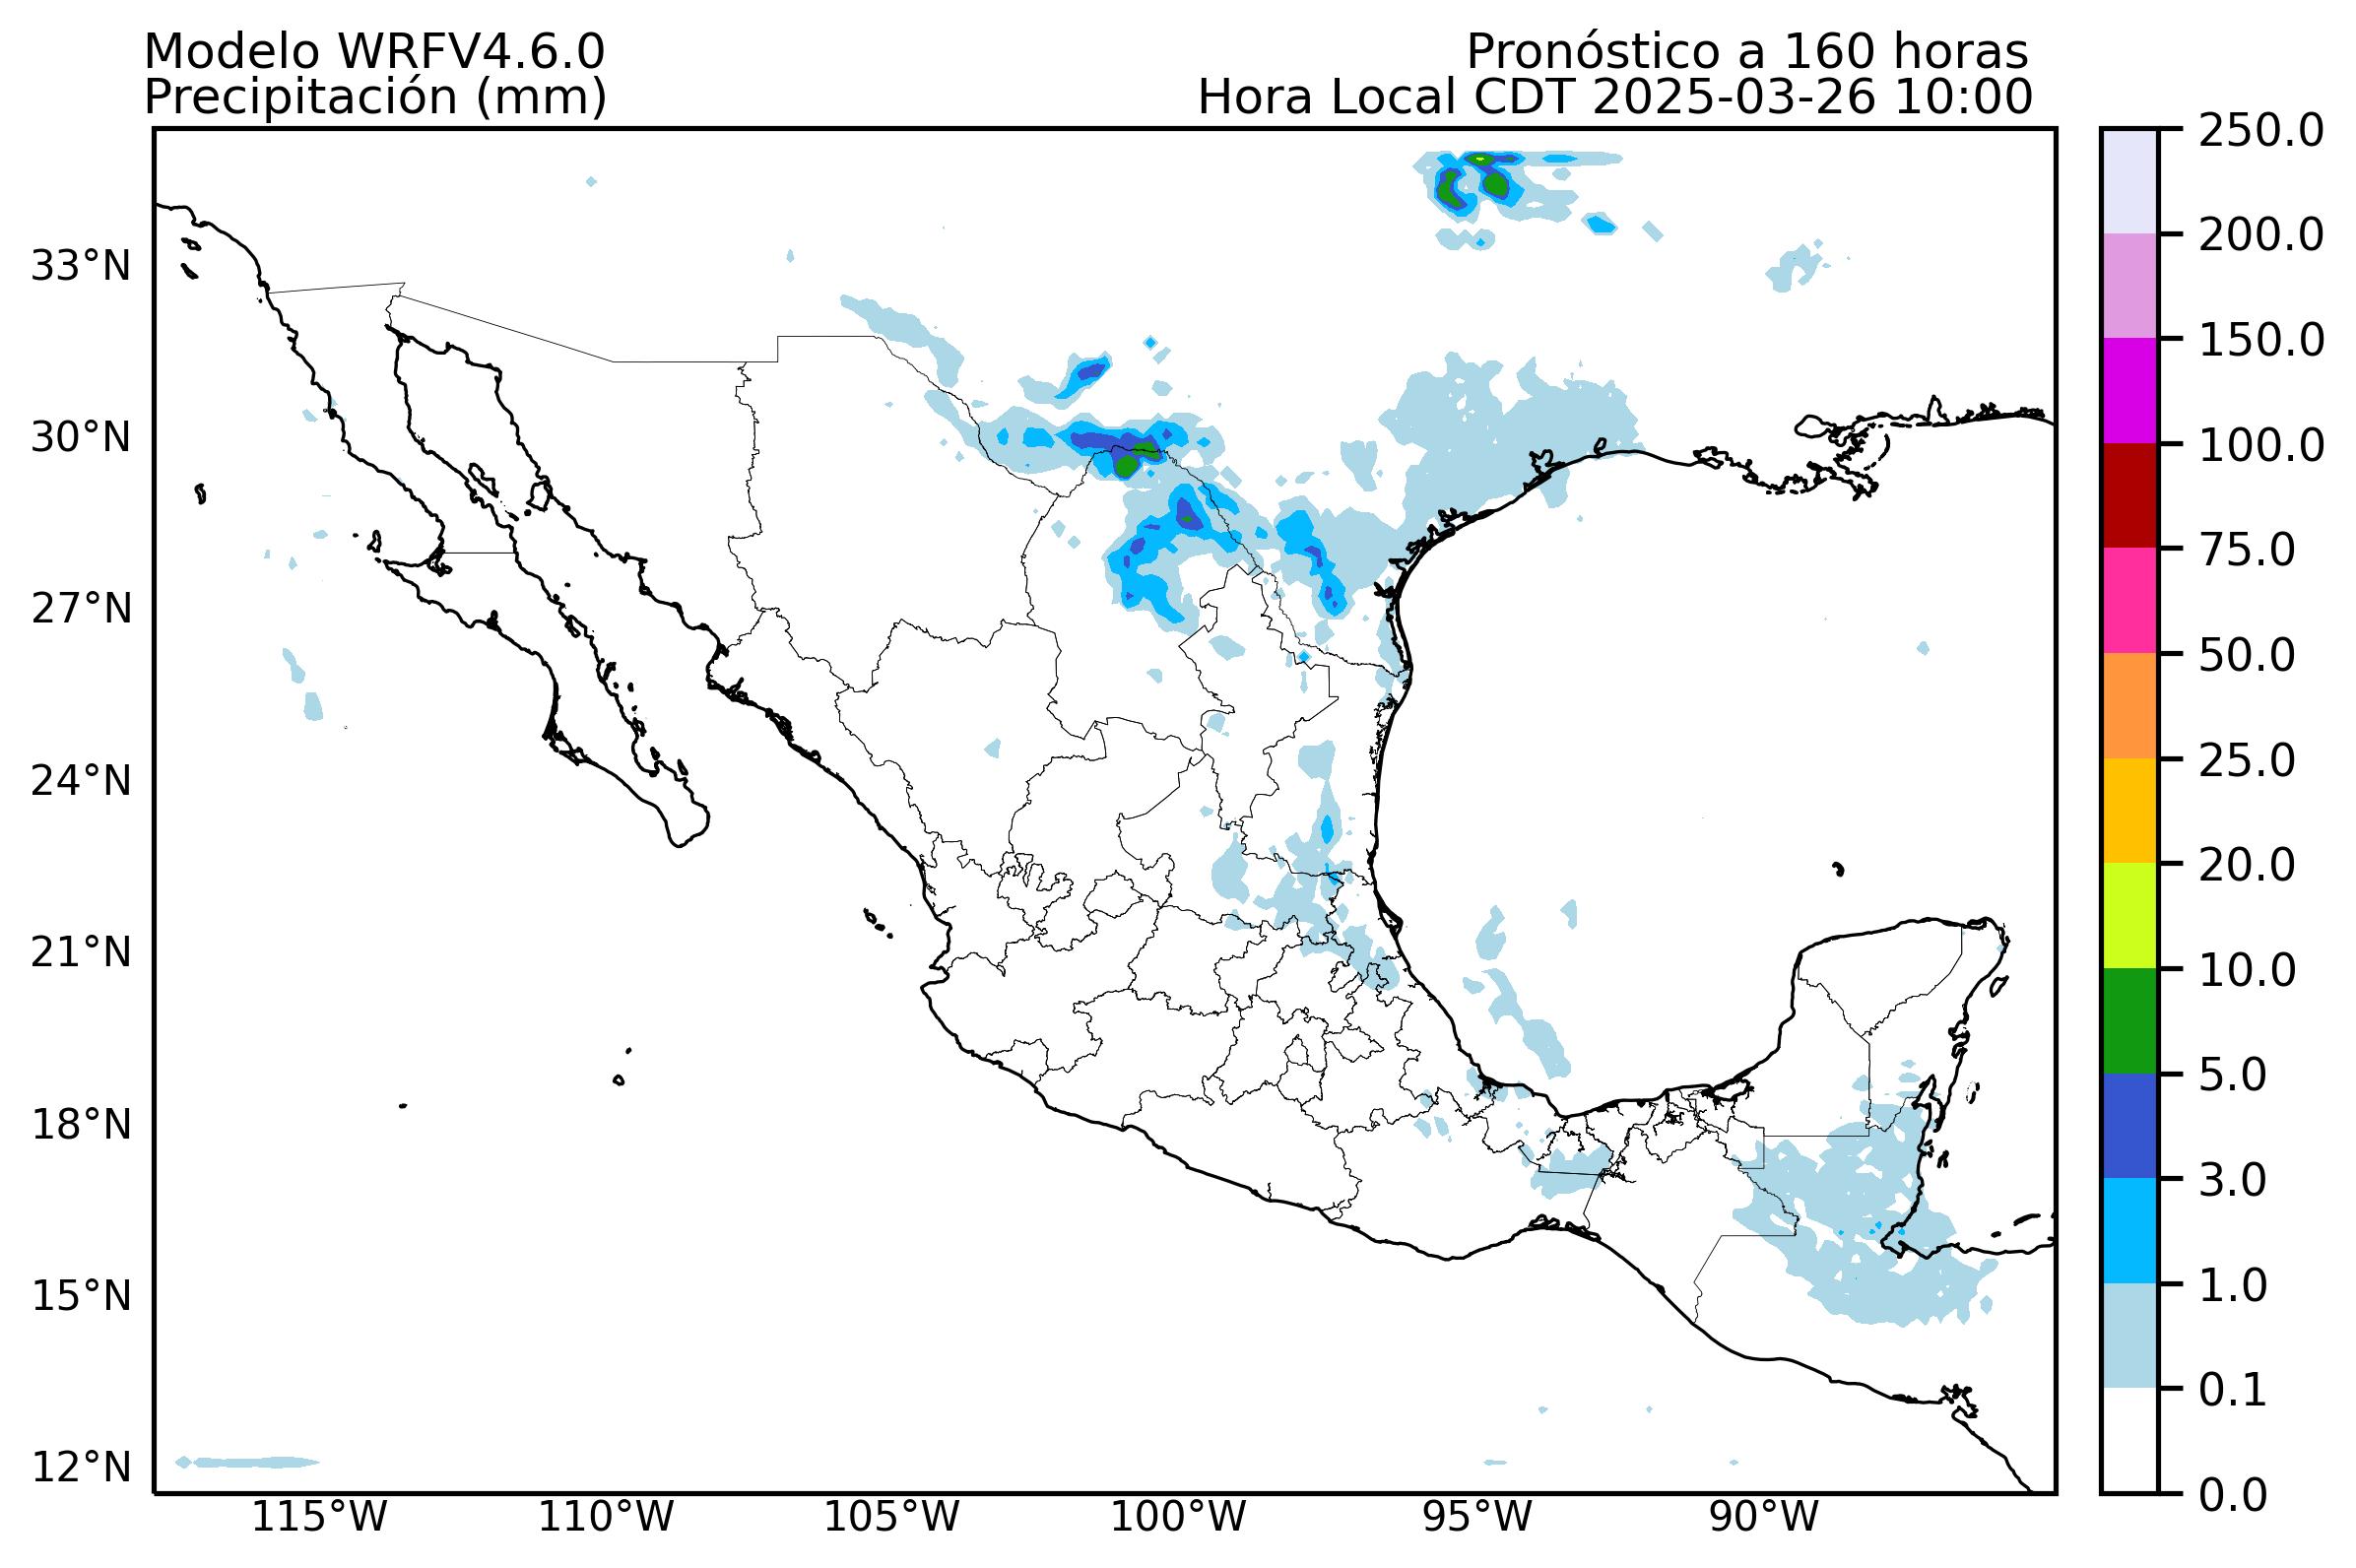 Modelo WRFV4.6.0
Precipitación (mm)
Pronóstico a 160 horas
Hora Local CDT 2025-03-26 10:00
33°N
30°N
27°N
24°N
21°N
18°N
15°N
12°N
115°W
110°W
105°W
100°W
95°W
90°W
250.0
200.0
150.0
100.0
75.0
50.0
25.0
20.0
10.0
5.0
3.0
1.0
0.1
0.0